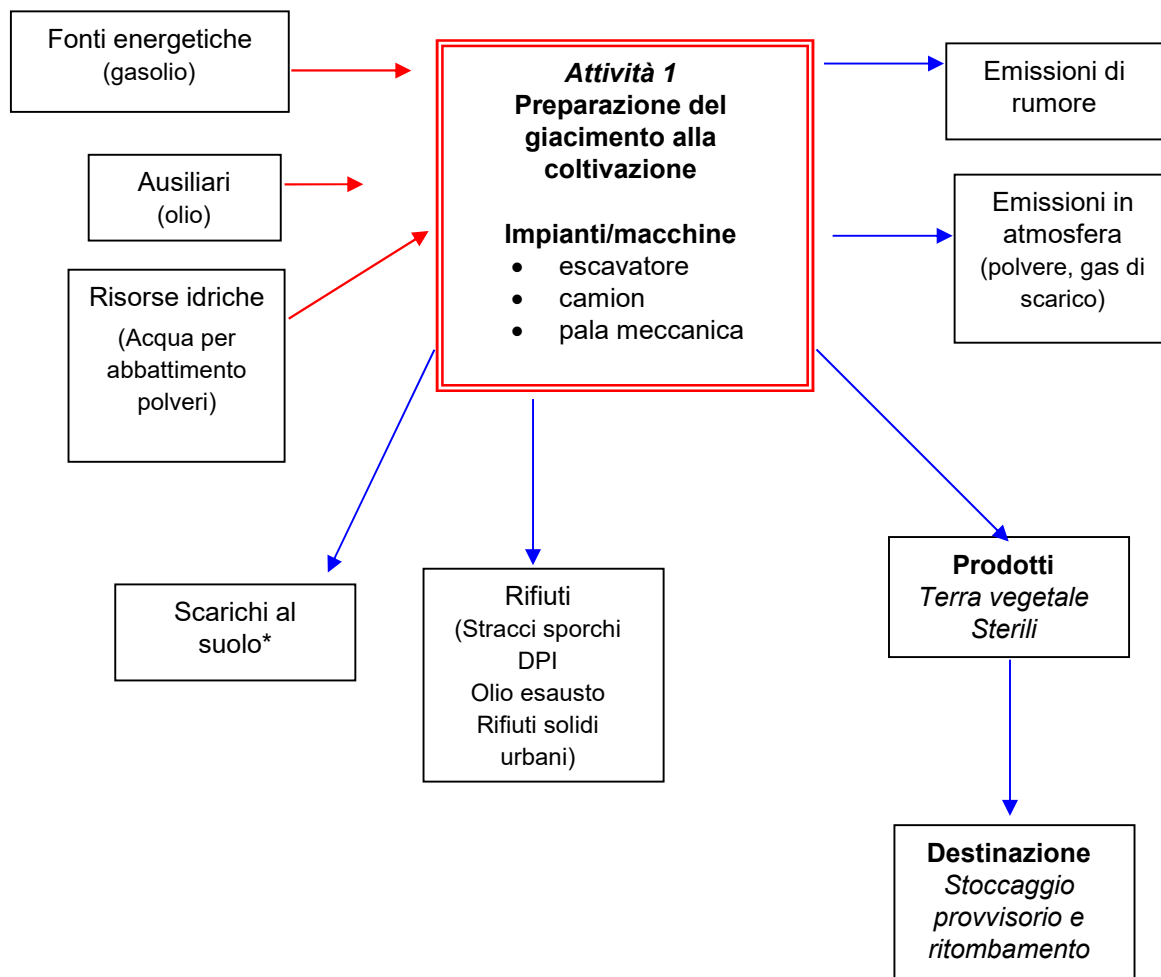 Fonti energetiche
(gasolio)
Ausiliari
(olio)
Risorse idriche
(Acqua per
abbattimento
polveri)
Attività 1
Preparazione del
giacimento alla
coltivazione
Impianti/macchine
• escavatore
• camion
• pala meccanica
Emissioni di
rumore
Emissioni in
atmosfera
(polvere, gas di
scarico)
Scarichi al
suolo*
Rifiuti
(Stracci sporchi
DPI
Olio esausto
Rifiuti solidi
urbani)
Prodotti
Terra vegetale
Sterili
Destinazione
Stoccaggio
provvisorio e
ritombamento